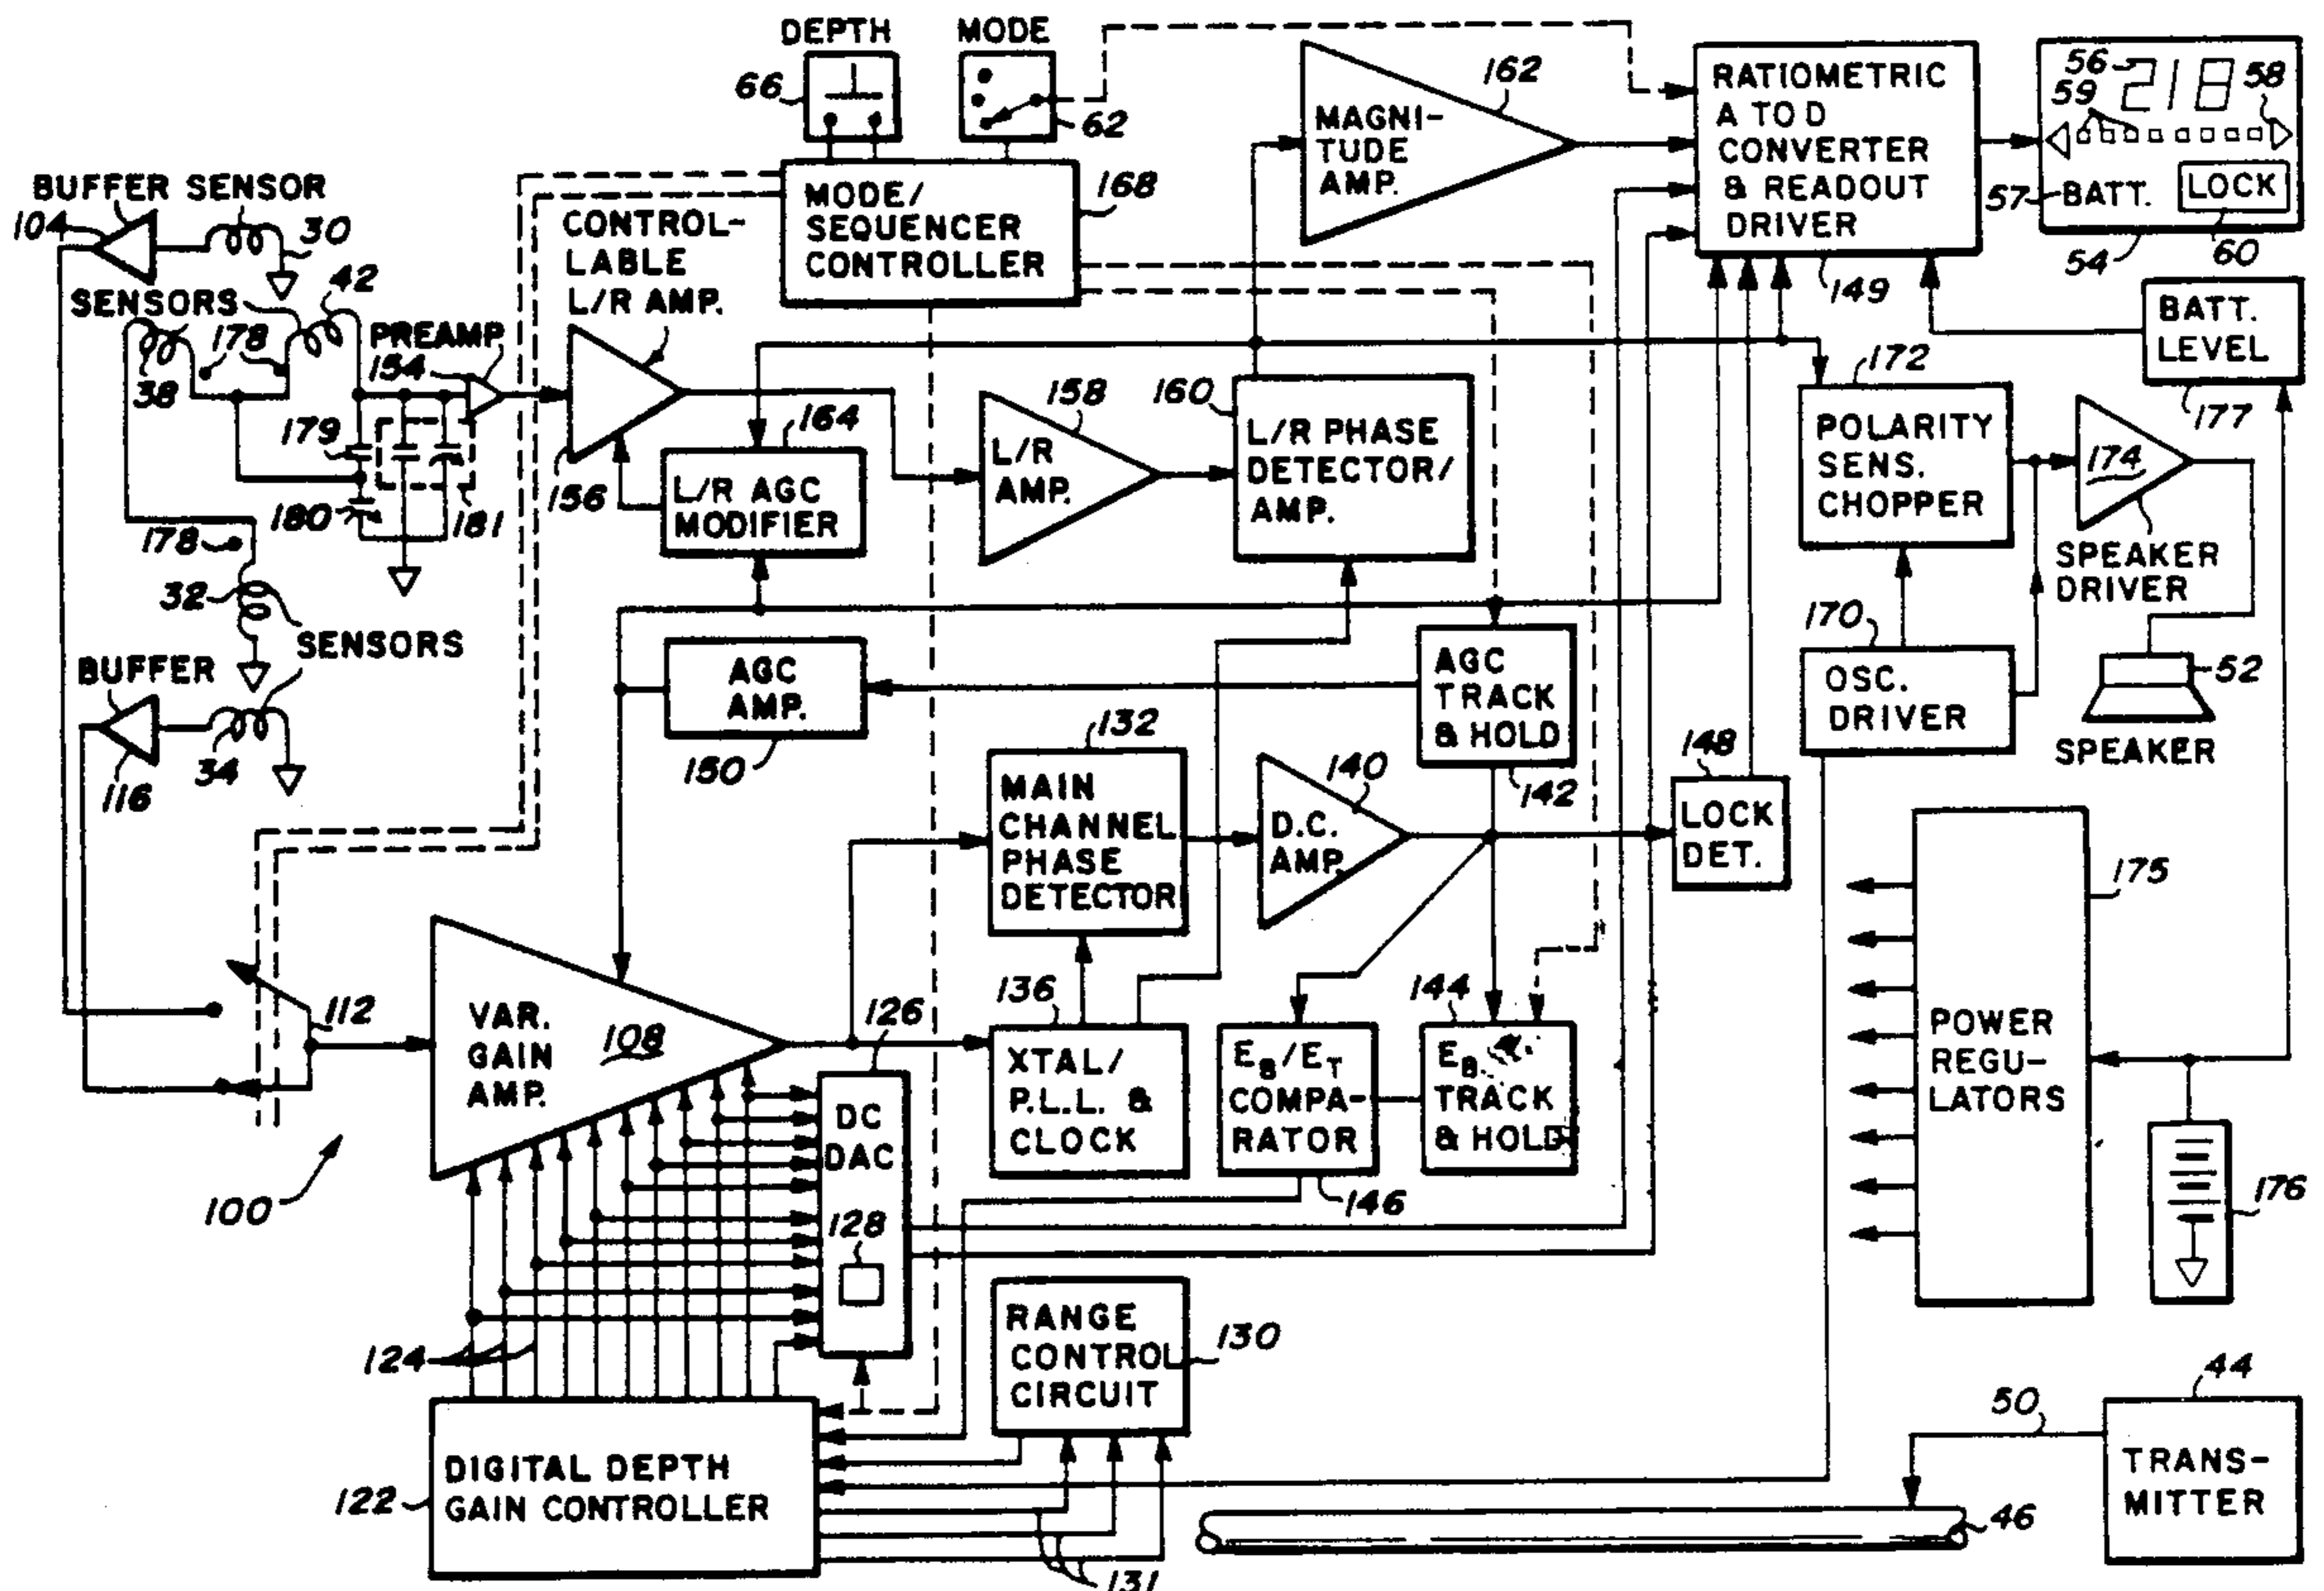 DEPTH
MODE
66
62
162
MAGNI-
TUDE
AMP.
RATIOMETRIC
A TO D
CONVERTER
& READOUT
DRIVER
149
56
218
58
59
57
BATT.
LOCK
54
60
BUFFER
SENSOR
104
30
MODE/
SEQUENCER
CONTROLLER
168
CONTROL-
LABLE
L/R AMP.
42
SENSORS
178
38
PREAMP
154
179
180
181
156
164
L/R AGC
MODIFIER
158
L/R
AMP.
160
L/R PHASE
DETECTOR/
AMP.
172
POLARITY
SENS.
CHOPPER
BATT.
LEVEL
177
174
SPEAKER
DRIVER
178
32
SENSORS
BUFFER
116
34
AGC
AMP.
150
AGC
TRACK
& HOLD
142
170
OSC.
DRIVER
52
SPEAKER
132
MAIN
CHANNEL
PHASE
DETECTOR
140
D.C.
AMP.
148
LOCK
DET.
175
POWER
REGU-
LATORS
112
VAR.
GAIN
AMP.
108
126
DC
DAC
128
136
XTAL/
P.L.L. &
CLOCK
EB/ET
COMPA-
RATOR
146
144
EB
TRACK
& HOLD
176
100
124
RANGE
CONTROL
CIRCUIT
130
122
DIGITAL DEPTH
GAIN CONTROLLER
131
50
44
TRANS-
MITTER
46